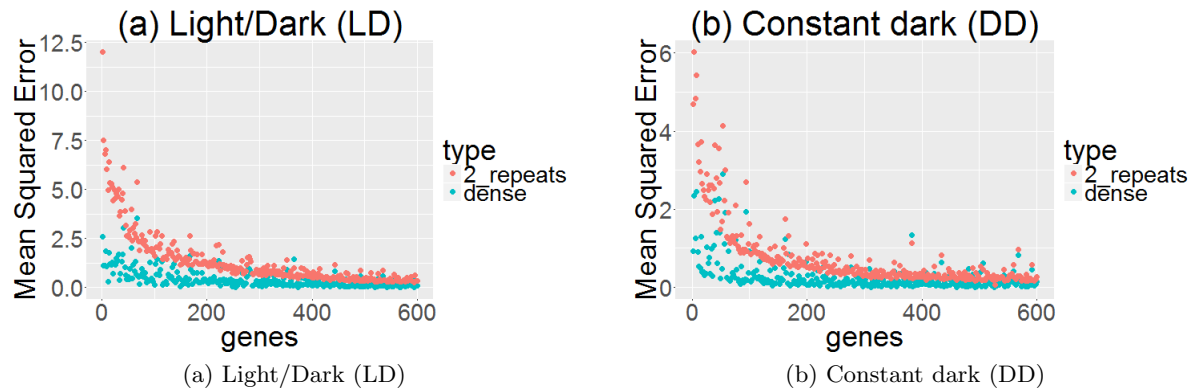 (a) Light/Dark (LD)
Mean Squared Error
12.5
10.0
7.5
5.0
2.5
0.0
0
200
400
600
genes
type
2_repeats
dense
(a) Light/Dark (LD)
(b) Constant dark (DD)
Mean Squared Error
6
4
2
0
0
200
400
600
genes
type
2_repeats
dense
(b) Constant dark (DD)